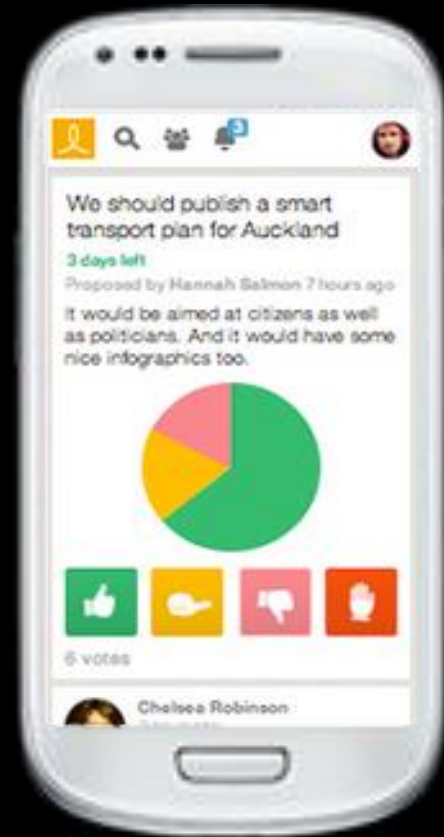 3
We should publish a smart
transport plan for Auckland
3 days left
Proposed by Hannah Salmon 7 hours ago
It would be aimed at citizens as well
as politicians. And it would have some
nice infographics too.
6 votes
Chelsea Robinson